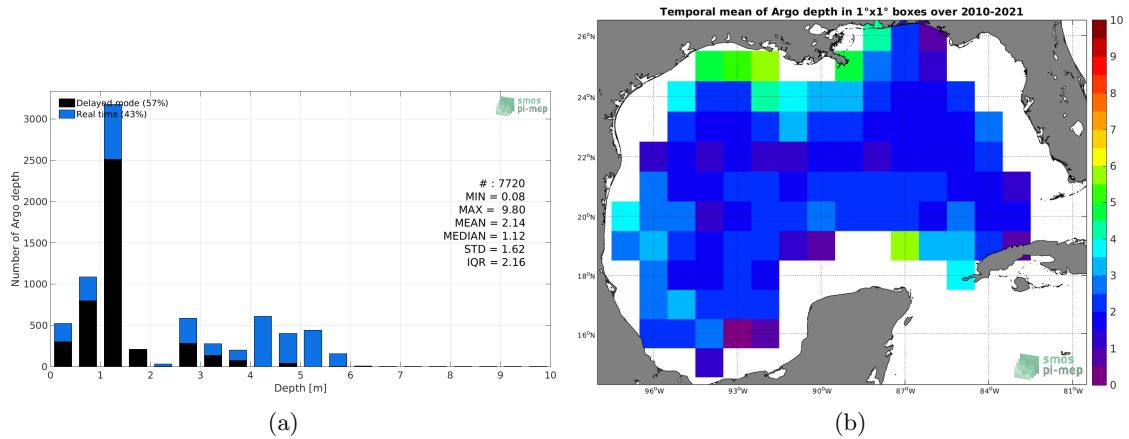 Delayed mode (57%)
Real time (43%)
smos
pi-mep
# : 7720
MIN = 0.08
MAX = 9.80
MEAN = 2.14
MEDIAN = 1.12
STD = 1.62
IQR = 2.16
Number of Argo depth
3000
2500
2000
1500
1000
500
0
0 1 2 3 4 5 6 7 8 9 10
Depth [m]
(a)
Temporal mean of Argo depth in 1°x1° boxes over 2010-2021
26°N
24°N
22°N
20°N
18°N
16°N
96°W 93°W 90°W 87°W 84°W 81°W
smos
pi-mep
10
9
8
7
6
5
4
3
2
1
0
(b)